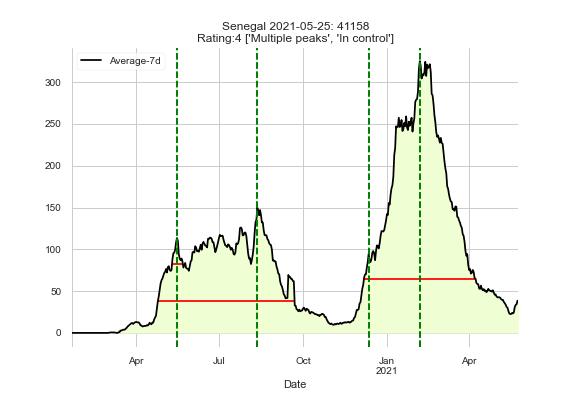 Senegal 2021-05-25: 41158
Rating:4 ['Multiple peaks', 'In control']
Average-7d
300
250
200
150
100
50
0
Apr
Jul
Oct
Jan
2021
Apr
Date